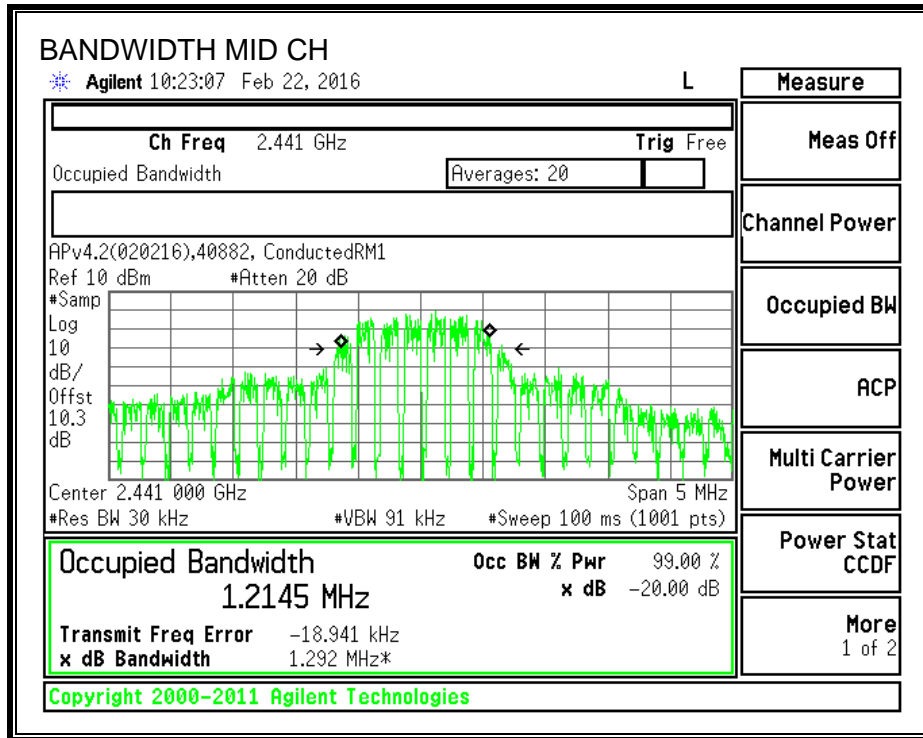 BANDWIDTH MID CH
Agilent 10:23:07 Feb 22, 2016 L
Measure
Ch Freq 2.441 GHz Trig Free
Occupied Bandwidth Averages: 20
APv4.2(020216),40882, ConductedRM1
Ref 10 dBm #Atten 20 dB
#Samp
Log
10
dB/
Offst
10.3
dB
Center 2.441 000 GHz Span 5 MHz
#Res BW 30 kHz #VBW 91 kHz #Sweep 100 ms (1001 pts)
Occupied Bandwidth Occ BW % Pwr 99.00 %
1.2145 MHz x dB -20.00 dB
Transmit Freq Error -18.941 kHz
x dB Bandwidth 1.292 MHz*
Meas Off
Channel Power
Occupied BW
ACP
Multi Carrier
Power
Power Stat
CCDF
More
1 of 2
Copyright 2000-2011 Agilent Technologies